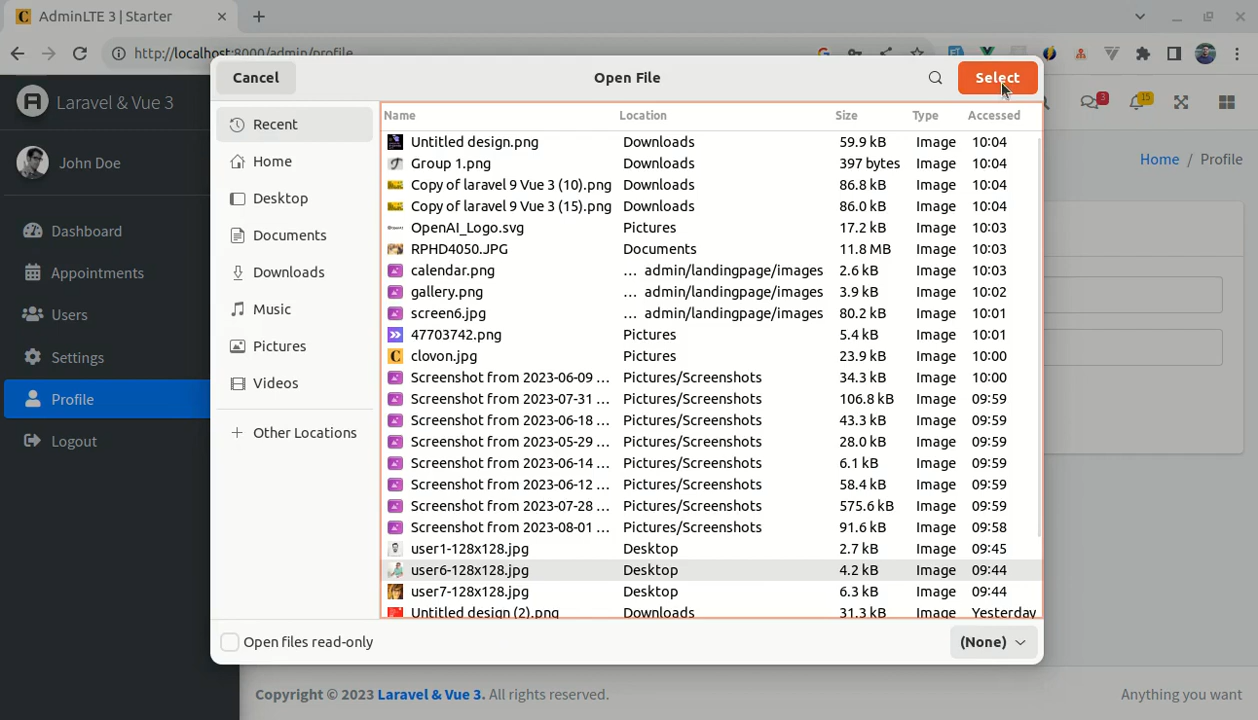 AdminLTE 3 | Starter
http://localhost:8000/admin/profile
Laravel & Vue 3
3
15
John Doe
Dashboard
Appointments
Users
Settings
Profile
Logout
Home / Profile
Cancel
Open File
Select
Recent
Home
Desktop
Documents
Downloads
Music
Pictures
Videos
Other Locations
Name Location Size Type Accessed
Untitled design.png Downloads 59.9 kB Image 10:04
Group 1.png Downloads 397 bytes Image 10:04
Copy of laravel 9 Vue 3 (10).png Downloads 86.8 kB Image 10:04
Copy of laravel 9 Vue 3 (15).png Downloads 86.0 kB Image 10:04
OpenAI_Logo.svg Pictures 17.2 kB Image 10:03
RPHD4050.JPG Documents 11.8 MB Image 10:03
calendar.png … admin/landingpage/images 2.6 kB Image 10:03
gallery.png … admin/landingpage/images 3.9 kB Image 10:02
screen6.jpg … admin/landingpage/images 80.2 kB Image 10:01
47703742.png Pictures 5.4 kB Image 10:01
clovon.jpg Pictures 23.9 kB Image 10:00
Screenshot from 2023-06-09 … Pictures/Screenshots 34.3 kB Image 10:00
Screenshot from 2023-07-31 … Pictures/Screenshots 106.8 kB Image 09:59
Screenshot from 2023-06-18 … Pictures/Screenshots 43.3 kB Image 09:59
Screenshot from 2023-05-29 … Pictures/Screenshots 28.0 kB Image 09:59
Screenshot from 2023-06-14 … Pictures/Screenshots 6.1 kB Image 09:59
Screenshot from 2023-06-12 … Pictures/Screenshots 58.4 kB Image 09:59
Screenshot from 2023-07-28 … Pictures/Screenshots 575.6 kB Image 09:59
Screenshot from 2023-08-01 … Pictures/Screenshots 91.6 kB Image 09:58
user1-128x128.jpg Desktop 2.7 kB Image 09:45
user6-128x128.jpg Desktop 4.2 kB Image 09:44
user7-128x128.jpg Desktop 6.3 kB Image 09:44
Untitled design (2).png Downloads 31.3 kB Image Yesterday
Open files read-only
(None)
Copyright © 2023 Laravel & Vue 3. All rights reserved.
Anything you want